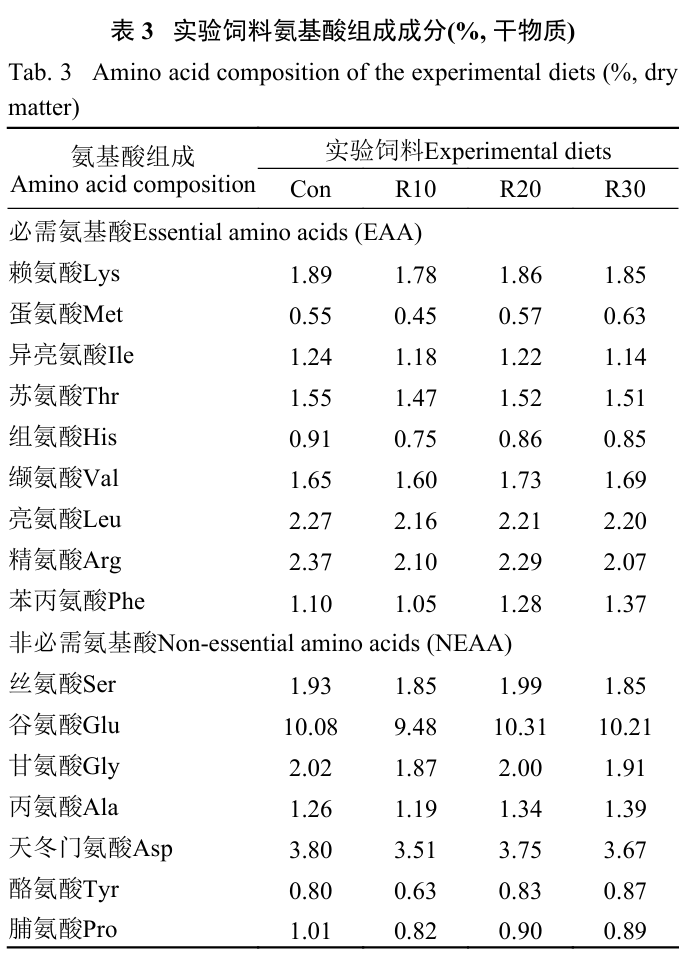 表 3 实验饲料氨基酸组成成分(%, 干物质)
Tab. 3 Amino acid composition of the experimental diets (%, dry
matter)
氨基酸组成 实验饲料Experimental diets
Amino acid composition Con R10 R20 R30
必需氨基酸Essential amino acids (EAA)
赖氨酸Lys 1.89 1.78 1.86 1.85
蛋氨酸Met 0.55 0.45 0.57 0.63
异亮氨酸Ile 1.24 1.18 1.22 1.14
苏氨酸Thr 1.55 1.47 1.52 1.51
组氨酸His 0.91 0.75 0.86 0.85
缬氨酸Val 1.65 1.60 1.73 1.69
亮氨酸Leu 2.27 2.16 2.21 2.20
精氨酸Arg 2.37 2.10 2.29 2.07
苯丙氨酸Phe 1.10 1.05 1.28 1.37
非必需氨基酸Non-essential amino acids (NEAA)
丝氨酸Ser 1.93 1.85 1.99 1.85
谷氨酸Glu 10.08 9.48 10.31 10.21
甘氨酸Gly 2.02 1.87 2.00 1.91
丙氨酸Ala 1.26 1.19 1.34 1.39
天冬门氨酸Asp 3.80 3.51 3.75 3.67
酪氨酸Tyr 0.80 0.63 0.83 0.87
脯氨酸Pro 1.01 0.82 0.90 0.89